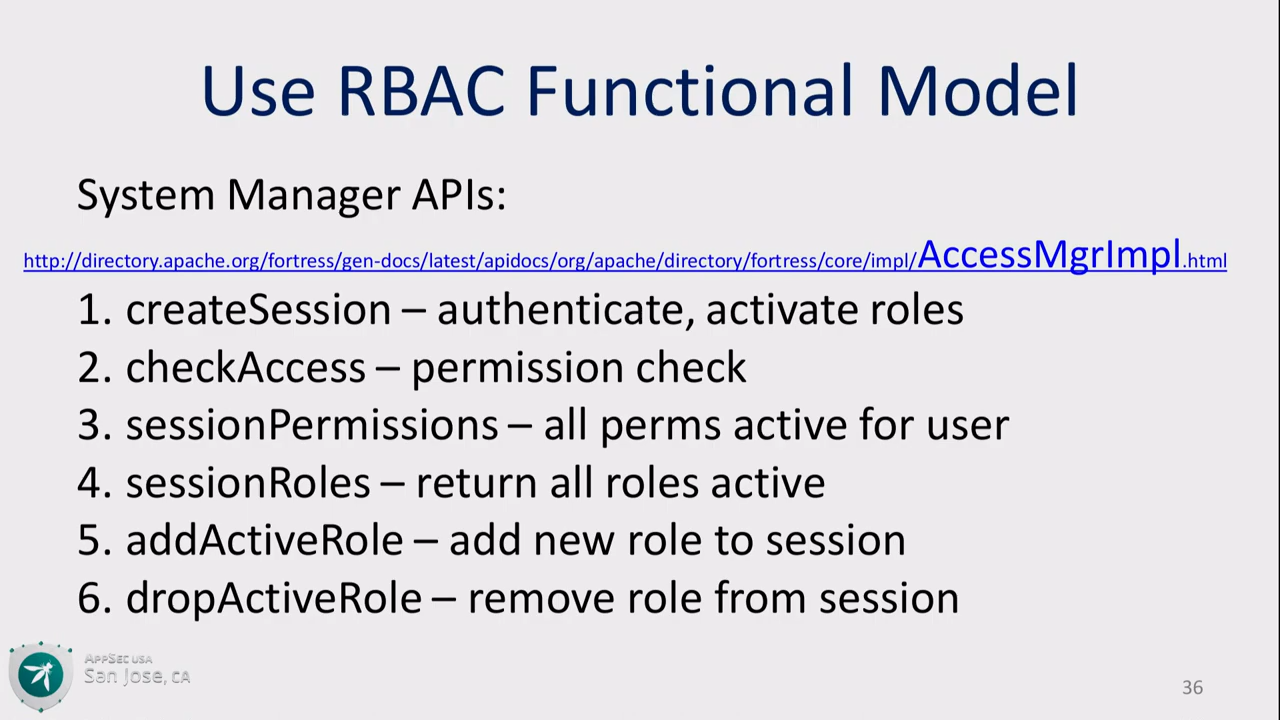 Use RBAC Functional Model
System Manager APIs:
http://directory.apache.org/fortress/gen-docs/latest/apidocs/org/apache/directory/fortress/core/impl/AccessMgrImpl.html
1. createSession – authenticate, activate roles
2. checkAccess – permission check
3. sessionPermissions – all perms active for user
4. sessionRoles – return all roles active
5. addActiveRole – add new role to session
6. dropActiveRole – remove role from session
AppSec USA
San Jose, CA
36